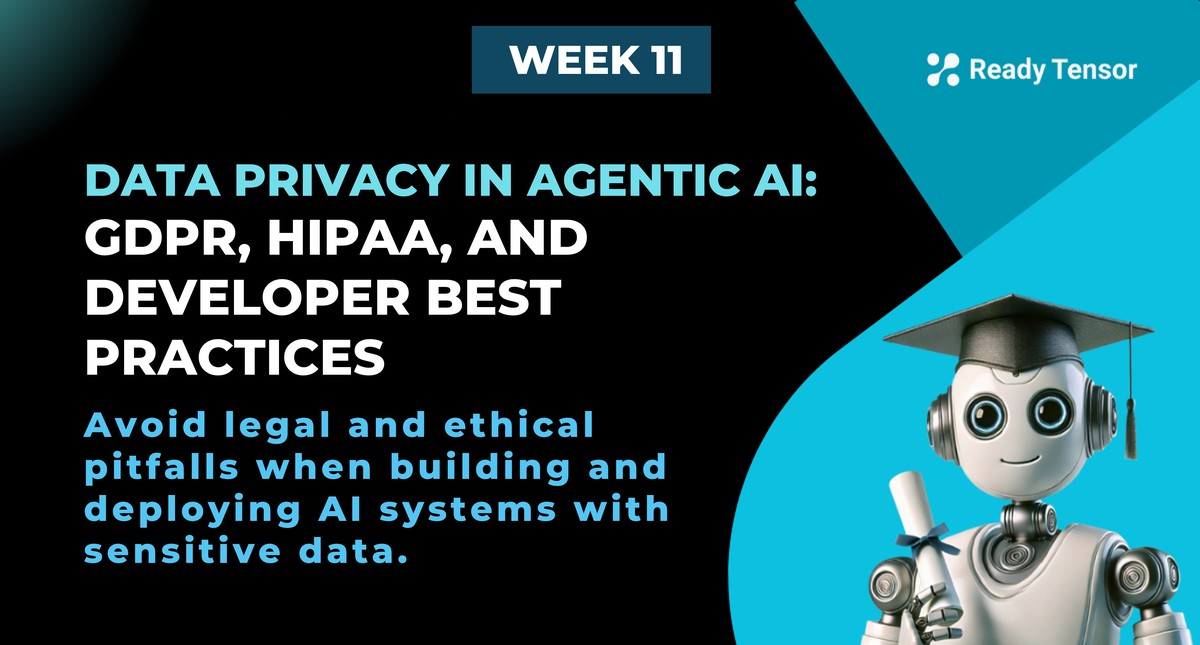 WEEK 11
Ready Tensor
DATA PRIVACY IN AGENTIC AI:
GDPR, HIPAA, AND
DEVELOPER BEST
PRACTICES
Avoid legal and ethical
pitfalls when building and
deploying AI systems with
sensitive data.